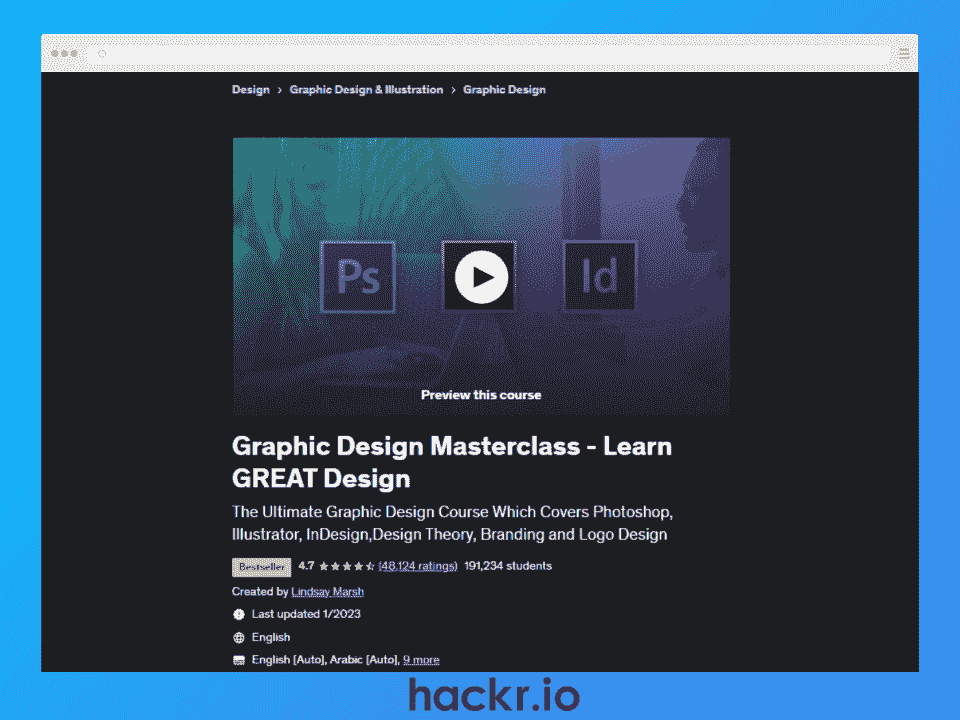 Design › Graphic Design & Illustration › Graphic Design
Ps
Id
Preview this course
Graphic Design Masterclass - Learn
GREAT Design
The Ultimate Graphic Design Course Which Covers Photoshop,
Illustrator, InDesign,Design Theory, Branding and Logo Design
Bestseller 4.7 (48,124 ratings) 191,234 students
Created by Lindsay Marsh
Last updated 1/2023
English
English [Auto], Arabic [Auto], 9 more
hackr.io